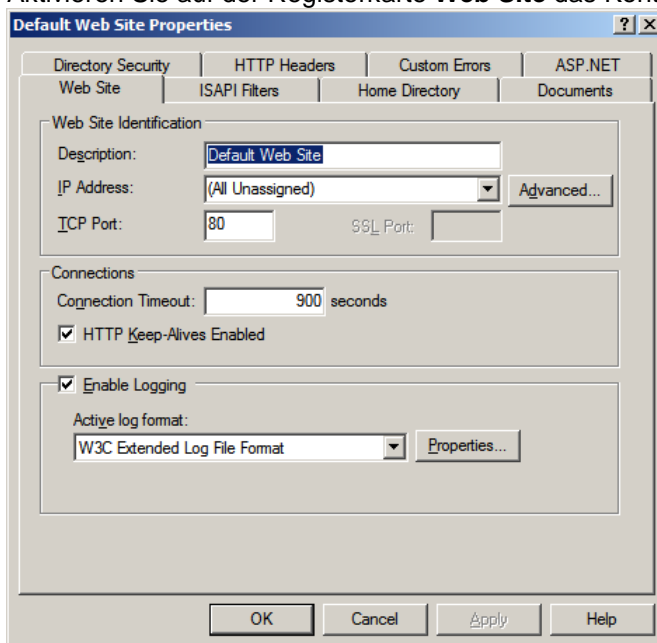 Aktivieren Sie auf der Registerkarte Web Site das Kont
Default Web Site Properties
Directory Security HTTP Headers Custom Errors ASP.NET
Web Site ISAPI Filters Home Directory Documents
Web Site Identification
Description: Default Web Site
IP Address: (All Unassigned) Advanced...
TCP Port: 80 SSL Port:
Connections
Connection Timeout: 900 seconds
HTTP Keep-Alives Enabled
Enable Logging
Active log format:
W3C Extended Log File Format Properties...
OK Cancel Apply Help